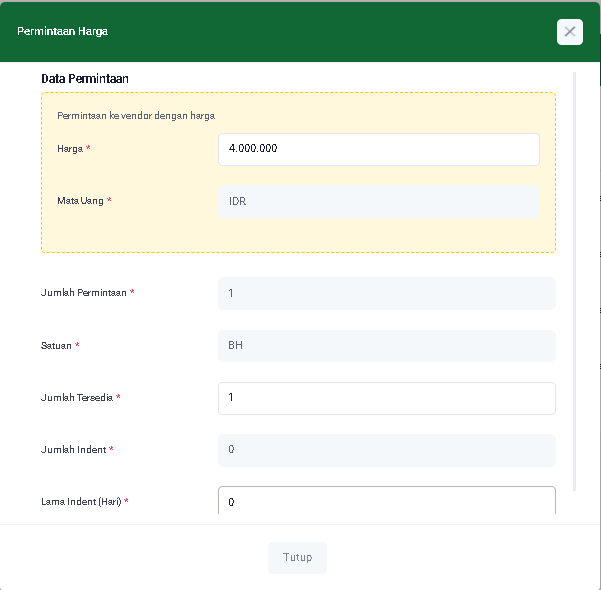 Permintaan Harga
Data Permintaan
Permintaan ke vendor dengan harga
Harga * 4.000.000
Mata Uang * IDR
Jumlah Permintaan * 1
Satuan * BH
Jumlah Tersedia * 1
Jumlah Indent * 0
Lama Indent (Hari) * 0
Tutup